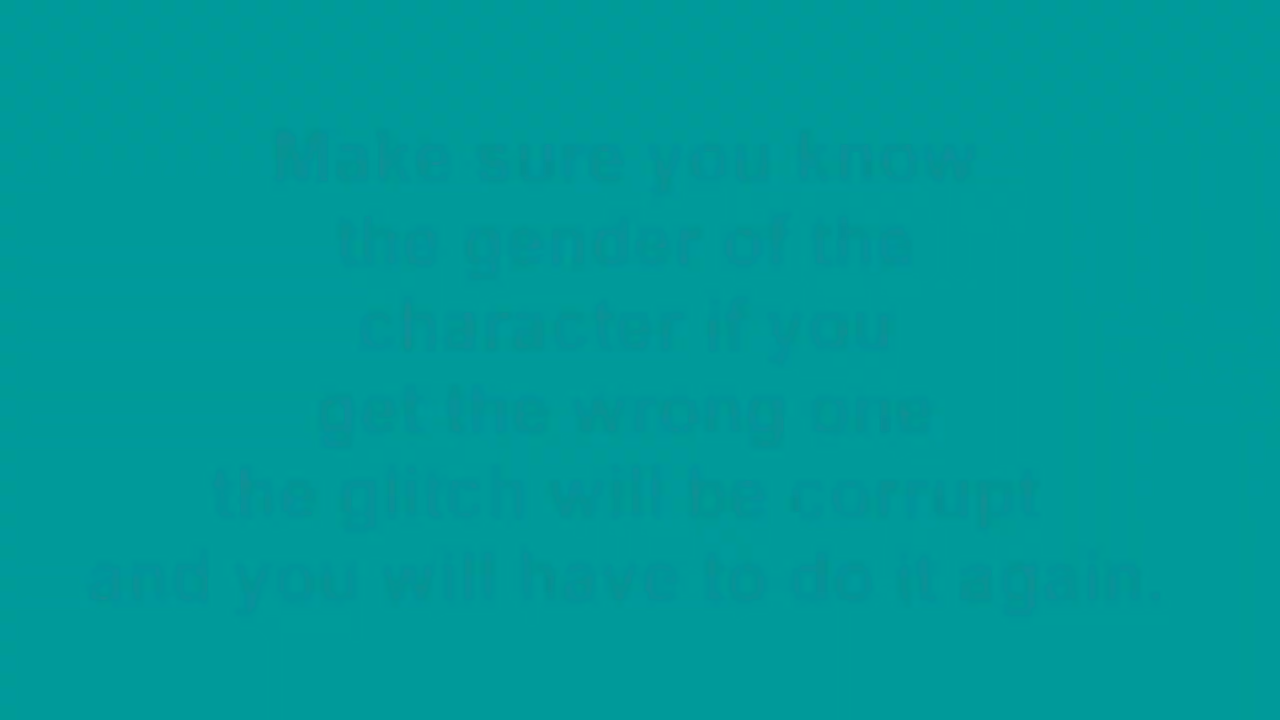 Make sure you know
the gender of the
character if you
get the wrong one
the glitch will be corrupt
and you will have to do it again.